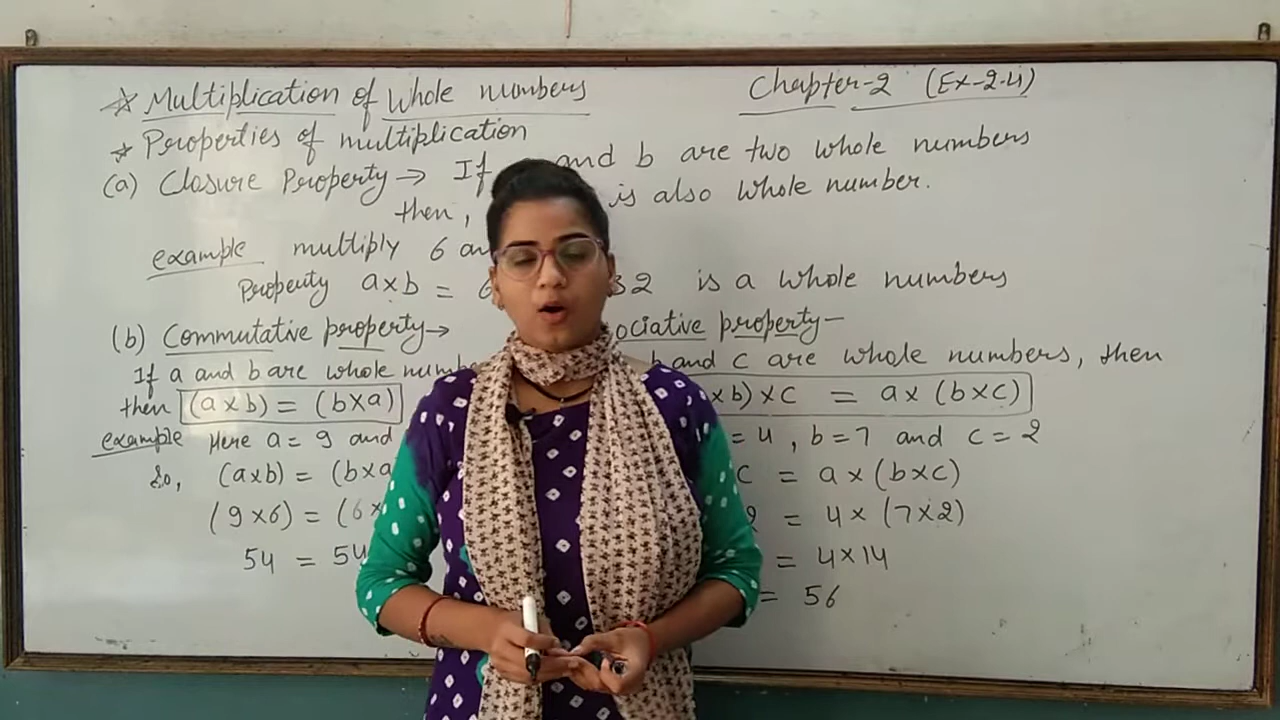 ☆ Multiplication of Whole numbers Chapter-2 (Ex-2.4)
☆ Properties of multiplication
(a) Closure Property → If and b are two whole numbers
then, is also whole number.
example multiply 6
Property a×b = 6 32 is a whole numbers
(b) Commutative property → ociative property –
If a and b are whole numb b and c are whole numbers, then
then (a×b) = (b×a) ×b)×c = a×(b×c)
example Here a = 9 and = 4, b = 7 and c = 2
So, (a×b) = (b×a c = a×(b×c)
(9×6) = (6× 2 = 4×(7×2)
54 = 54 = 4×14
= 56